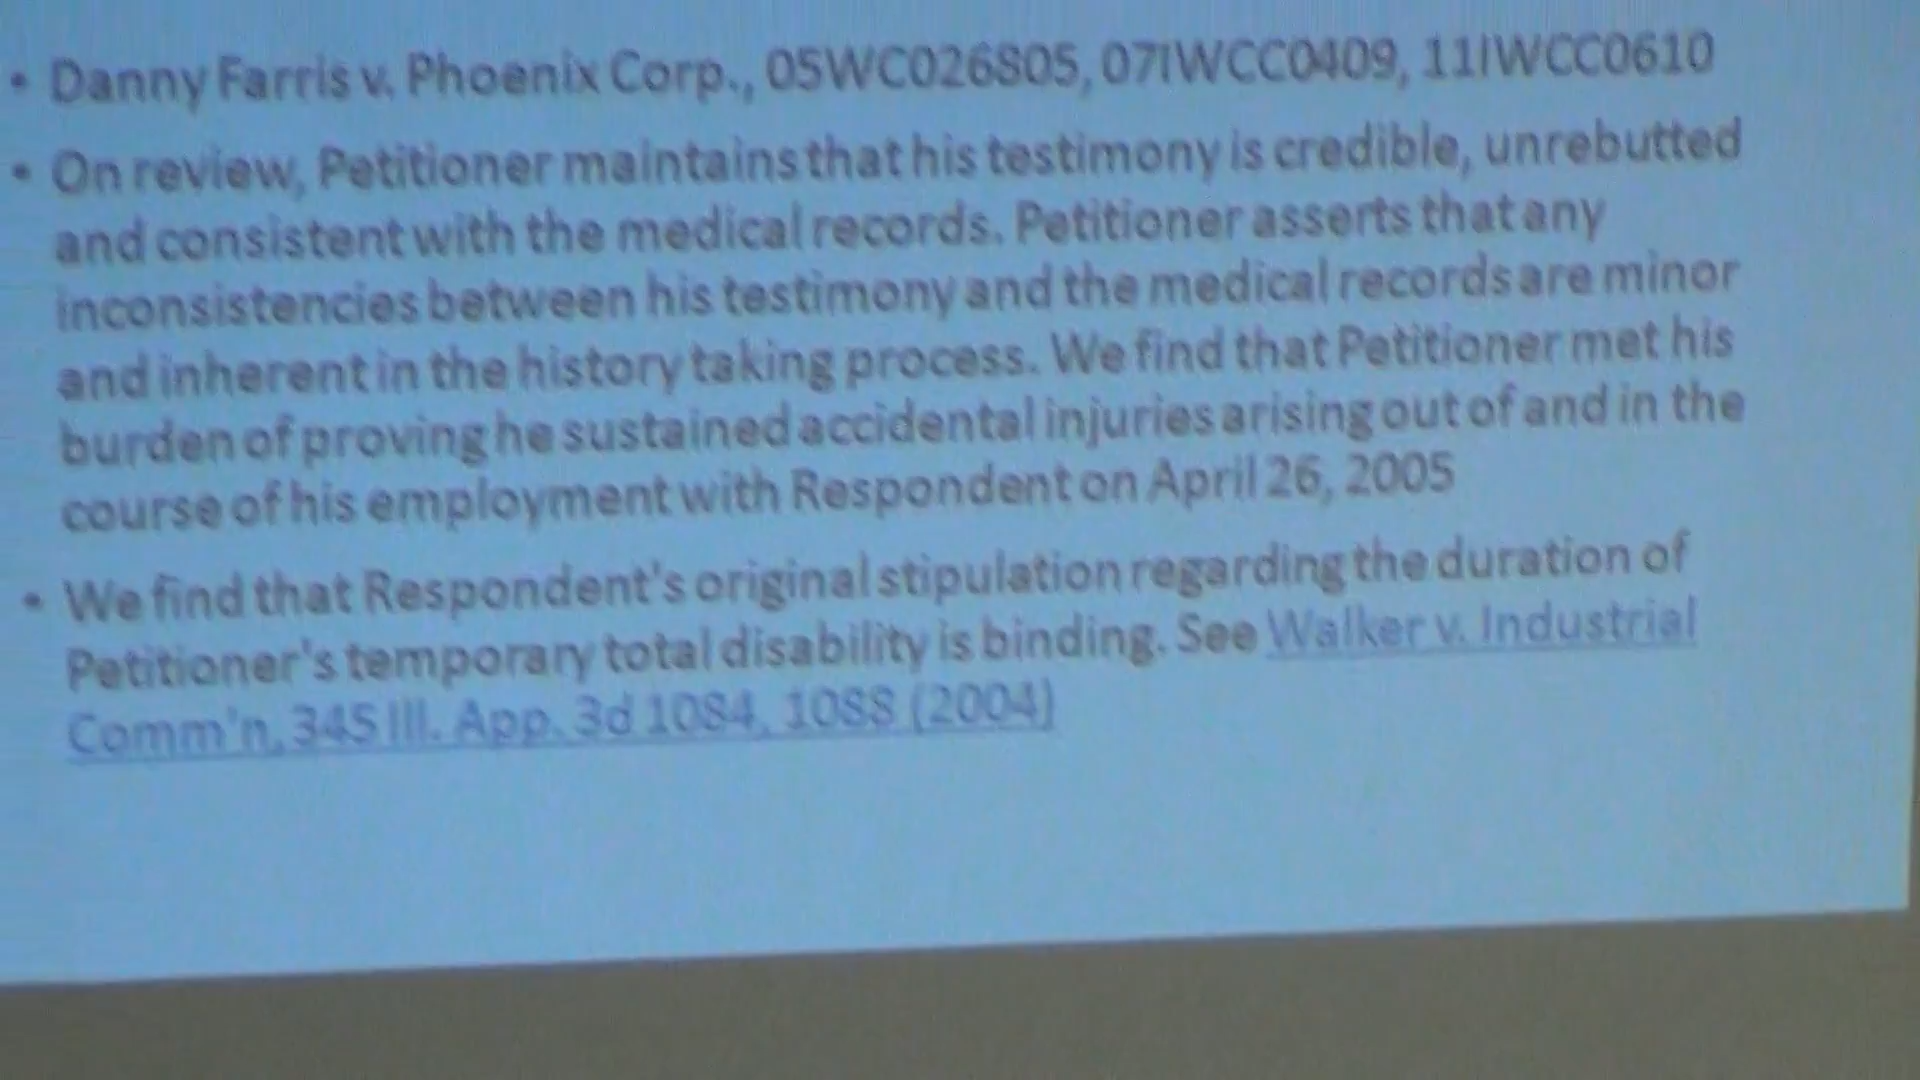 • Danny Farris v. Phoenix Corp., 05WC026805, 07IWCC0409, 11IWCC0610
• On review, Petitioner maintains that his testimony is credible, unrebutted
and consistent with the medical records. Petitioner asserts that any
inconsistencies between his testimony and the medical records are minor
and inherent in the history taking process. We find that Petitioner met his
burden of proving he sustained accidental injuries arising out of and in the
course of his employment with Respondent on April 26, 2005
• We find that Respondent's original stipulation regarding the duration of
Petitioner's temporary total disability is binding. See Walker v. Industrial
Comm'n, 345 Ill. App. 3d 1084, 1088 (2004)